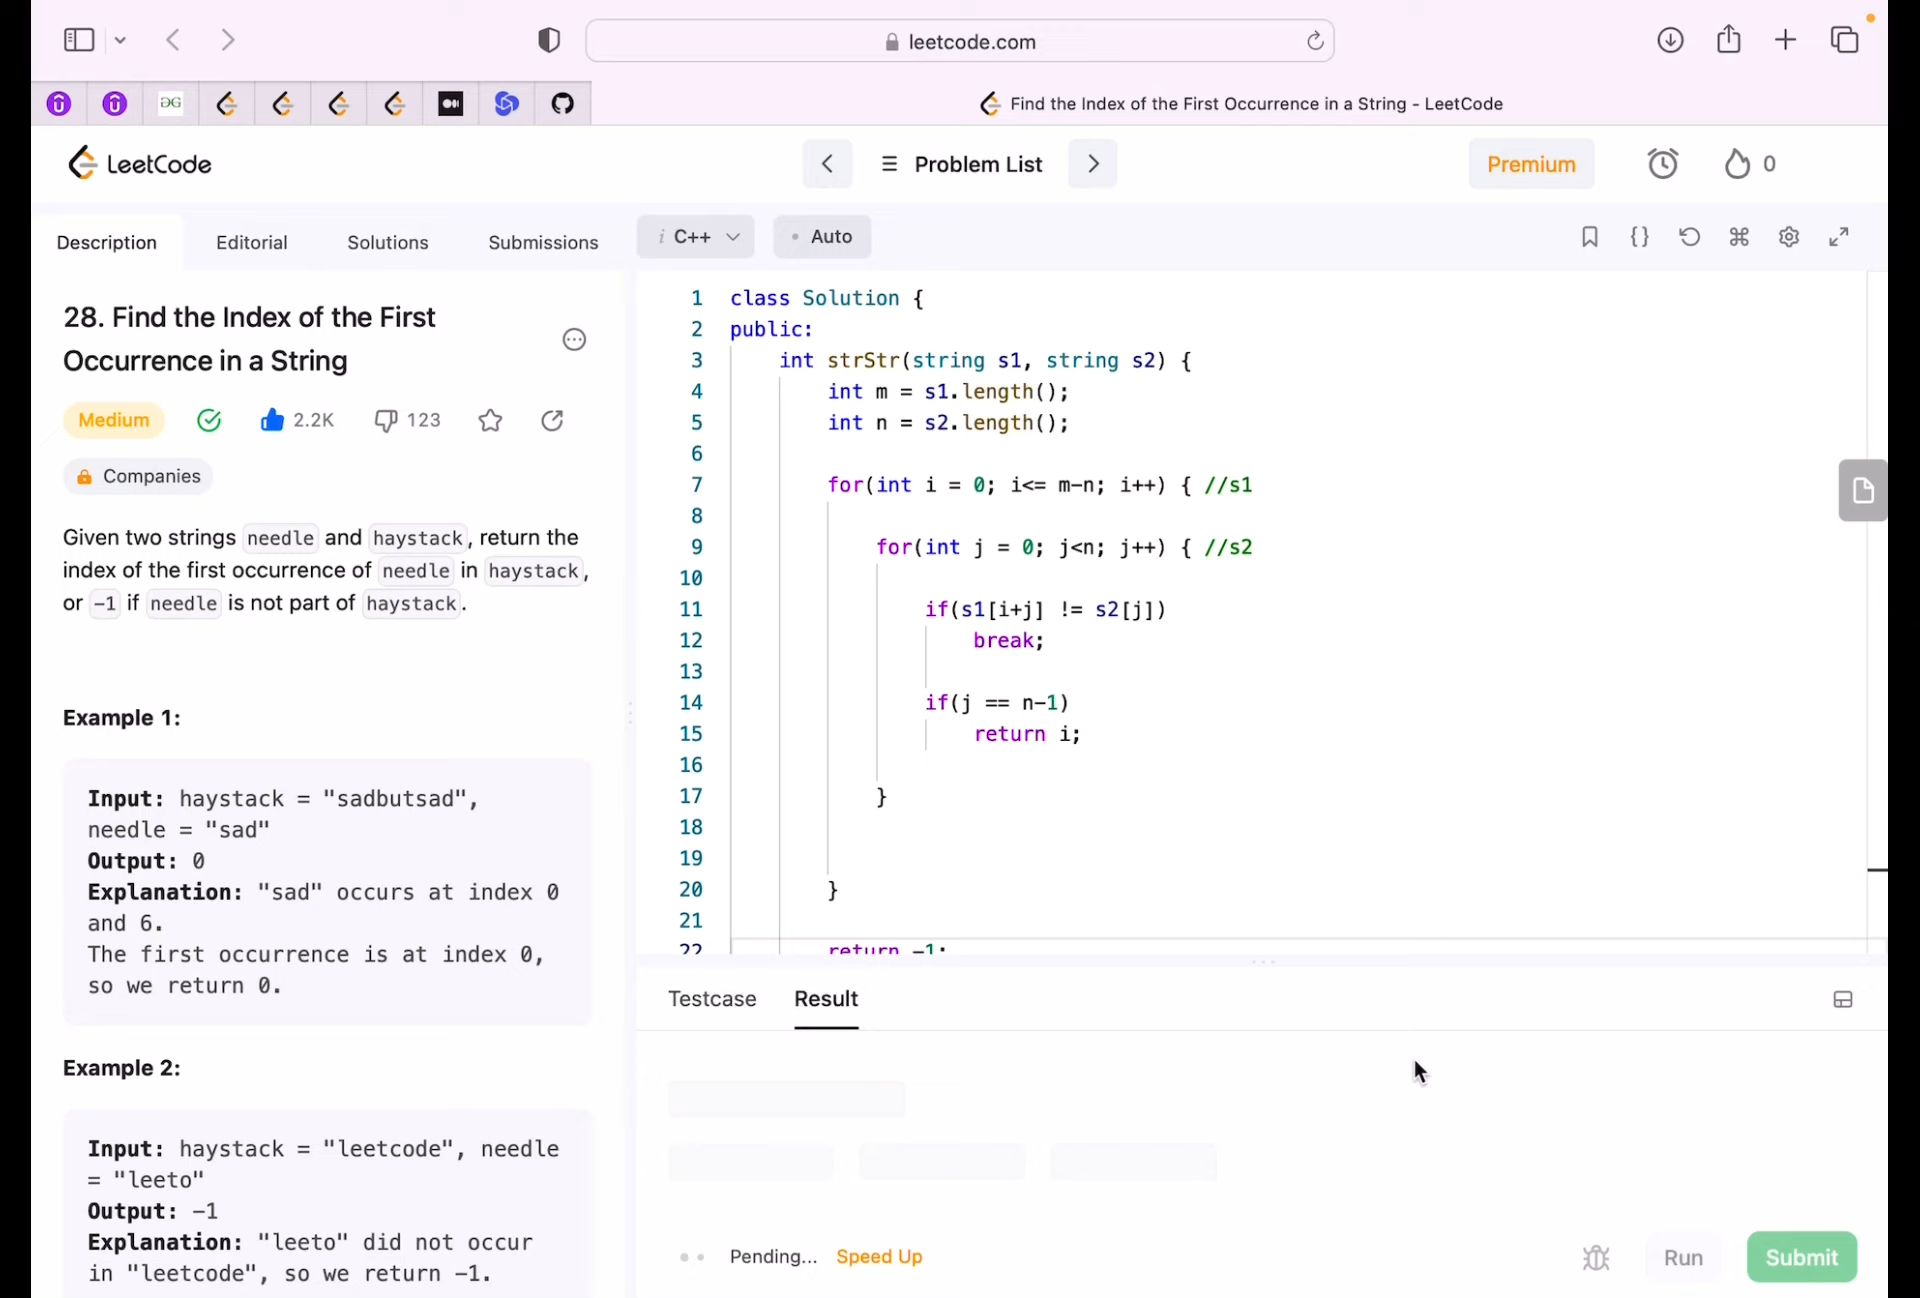 leetcode.com
Find the Index of the First Occurrence in a String - LeetCode
LeetCode
Problem List
Premium
0
Description
Editorial
Solutions
Submissions
i C++
Auto
28. Find the Index of the First
Occurrence in a String
Medium
2.2K
123
Companies
Given two strings needle and haystack, return the
index of the first occurrence of needle in haystack,
or -1 if needle is not part of haystack.
Example 1:
Input: haystack = "sadbutsad",
needle = "sad"
Output: 0
Explanation: "sad" occurs at index 0
and 6.
The first occurrence is at index 0,
so we return 0.
Example 2:
Input: haystack = "leetcode", needle
= "leeto"
Output: -1
Explanation: "leeto" did not occur
in "leetcode", so we return -1.
1 class Solution {
2 public:
3 int strStr(string s1, string s2) {
4 int m = s1.length();
5 int n = s2.length();
6
7 for(int i = 0; i<= m-n; i++) { //s1
8
9 for(int j = 0; j<n; j++) { //s2
10
11 if(s1[i+j] != s2[j])
12 break;
13
14 if(j == n-1)
15 return i;
16
17 }
18
19
20 }
21
22 return -1;
Testcase
Result
Pending...
Speed Up
Run
Submit